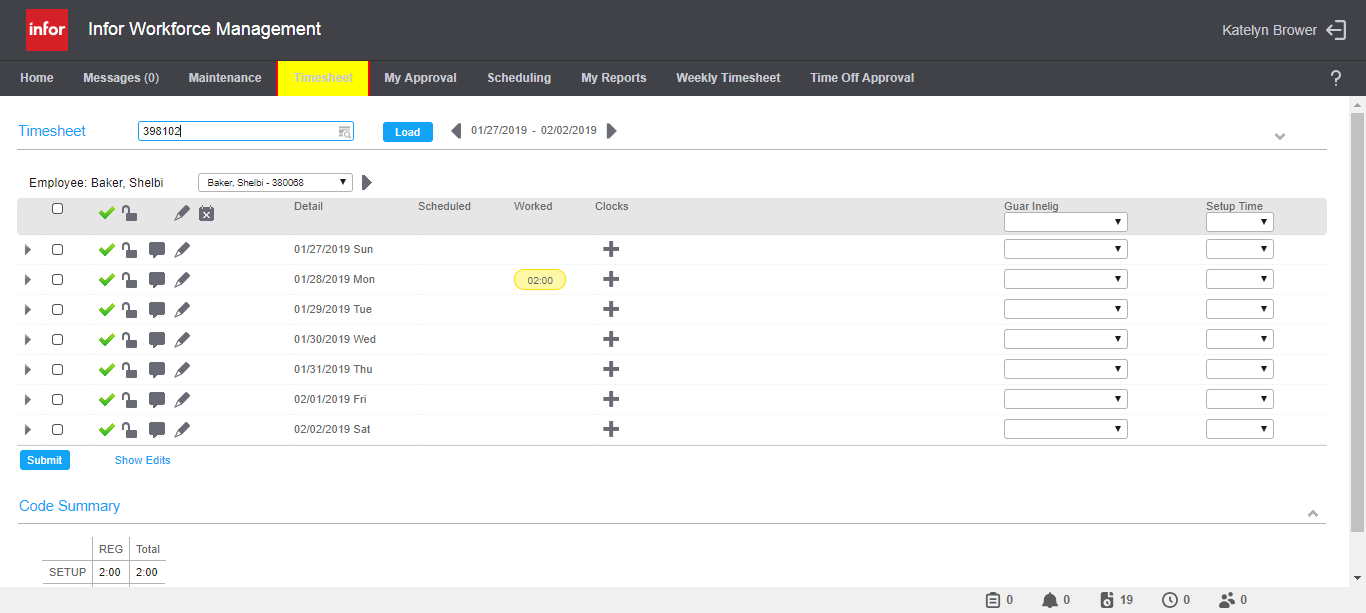 infor Infor Workforce Management Katelyn Brower
Home Messages (0) Maintenance Timesheet My Approval Scheduling My Reports Weekly Timesheet Time Off Approval ?
Timesheet 398102 Load 01/27/2019 - 02/02/2019
Employee: Baker, Shelbi Baker, Shelbi - 380068
Detail Scheduled Worked Clocks Guar Inelig Setup Time
01/27/2019 Sun
01/28/2019 Mon 02:00
01/29/2019 Tue
01/30/2019 Wed
01/31/2019 Thu
02/01/2019 Fri
02/02/2019 Sat
Submit Show Edits
Code Summary
REG Total
SETUP 2:00 2:00
0 0 19 0 0